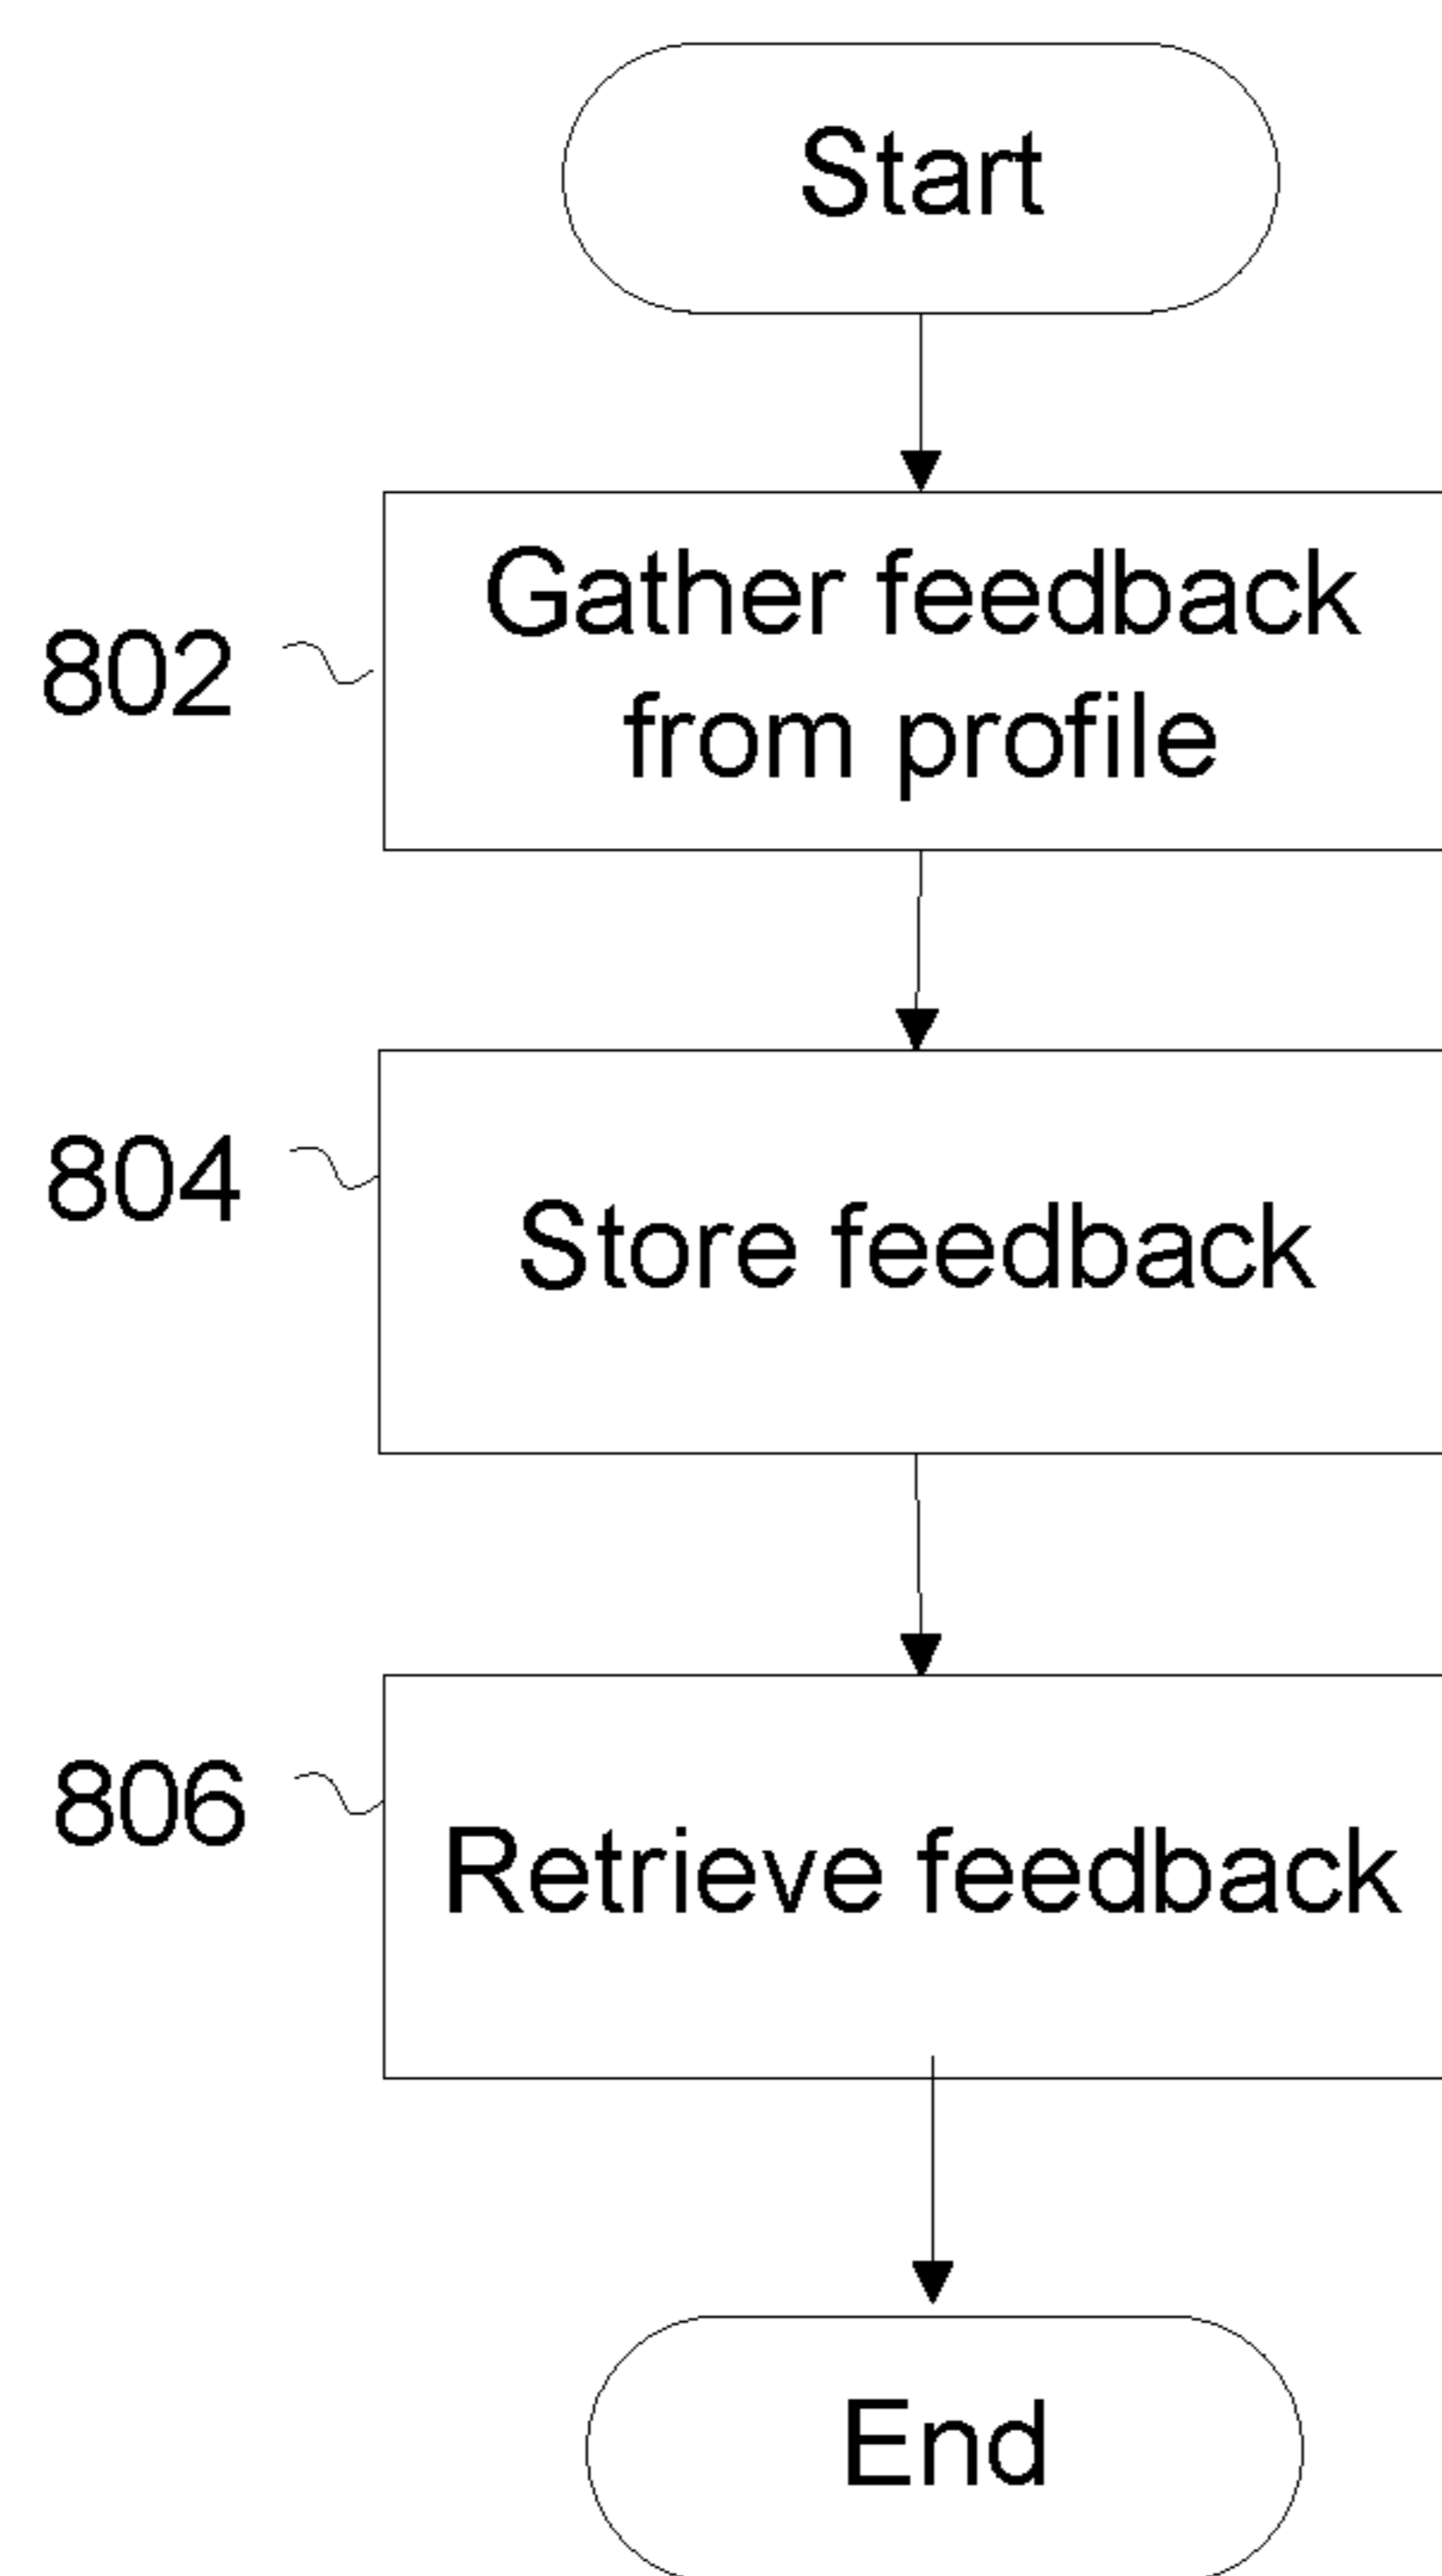 Start
802
Gather feedback
from profile
804
Store feedback
806
Retrieve feedback
End